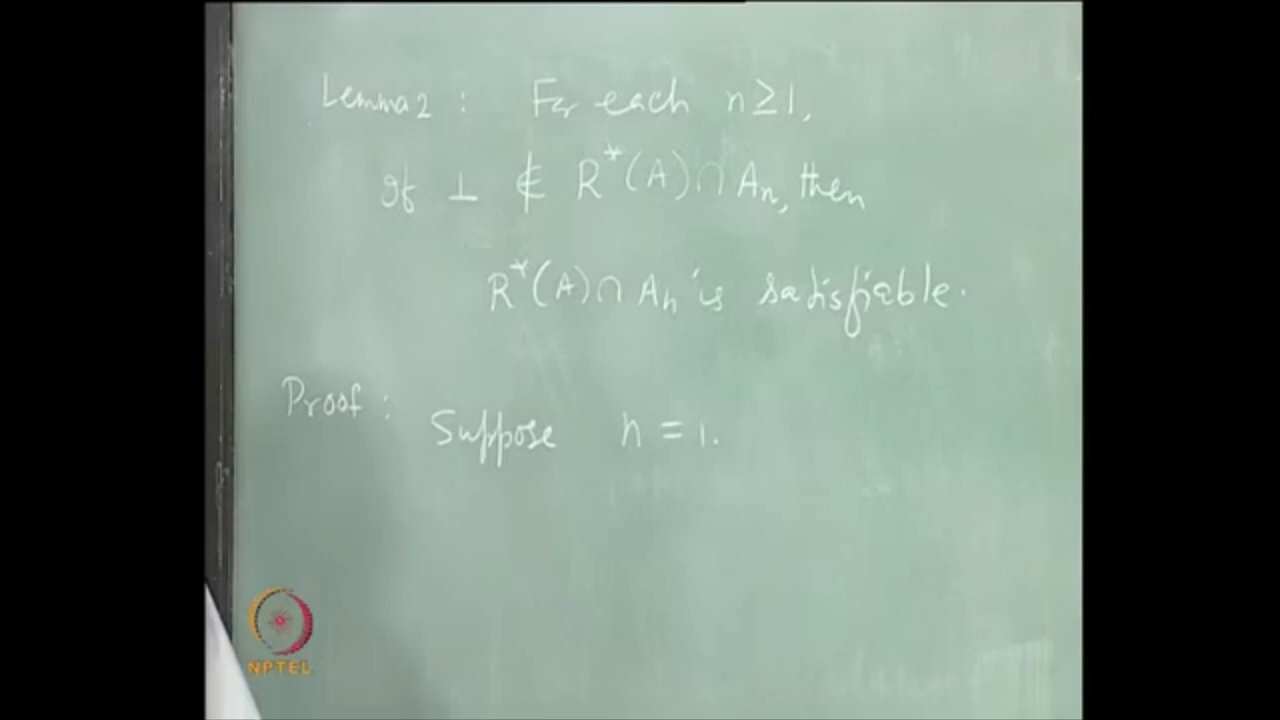 Lemma 2 : For each n ≥ 1,
If ⊥ ∉ R*(A) ∩ Aₙ, then
R*(A) ∩ Aₙ is satisfiable.
Proof :
Suppose n = 1.
NPTEL